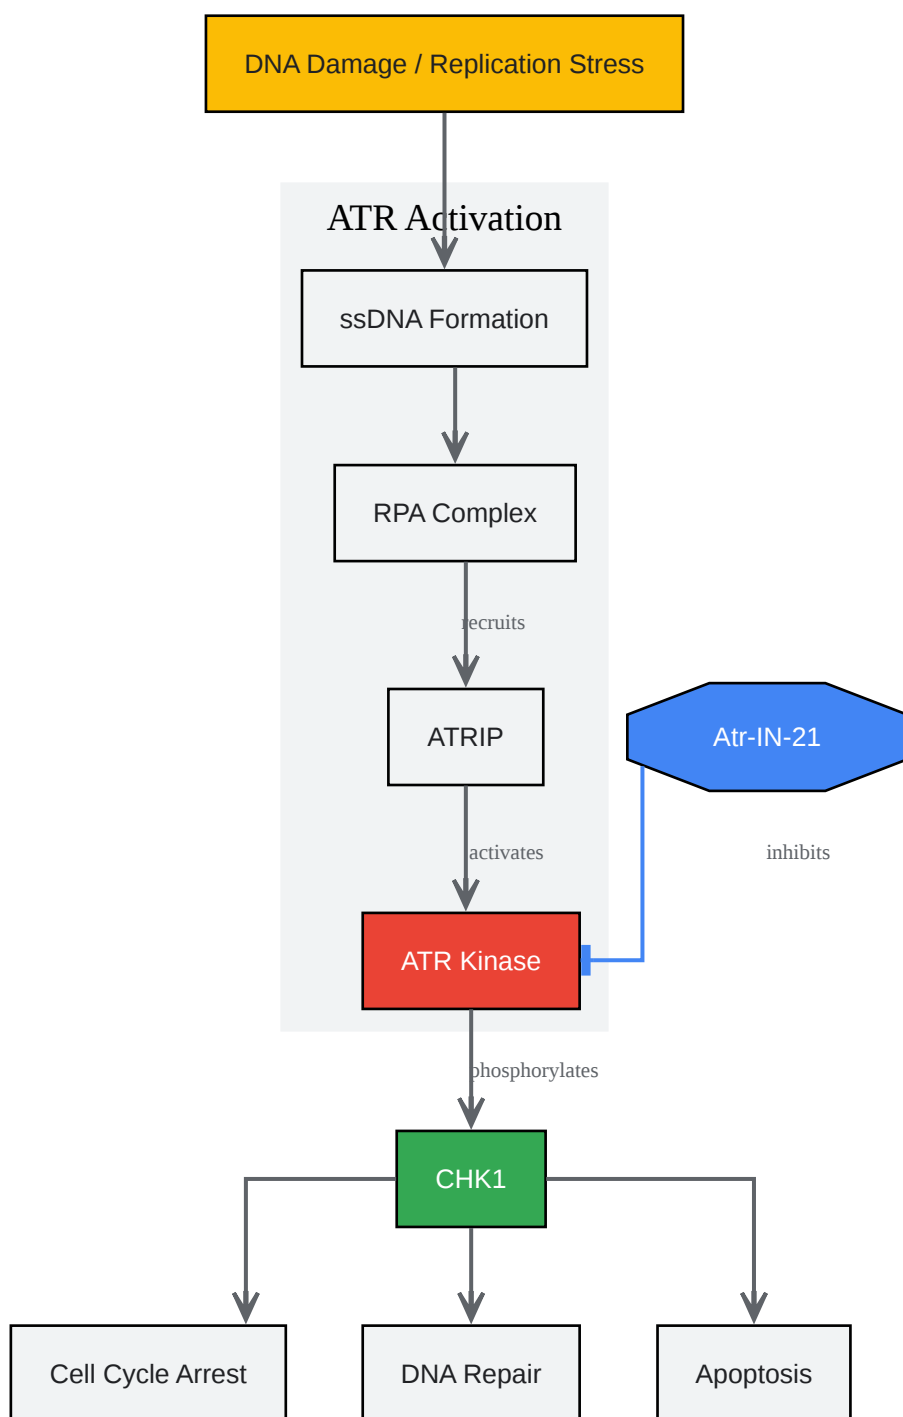 DNA Damage / Replication Stress
ATR Activation
ssDNA Formation
RPA Complex
recruits
ATRIP
Atr-IN-21
activates
inhibits
ATR Kinase
phosphorylates
CHK1
Cell Cycle Arrest
DNA Repair
Apoptosis